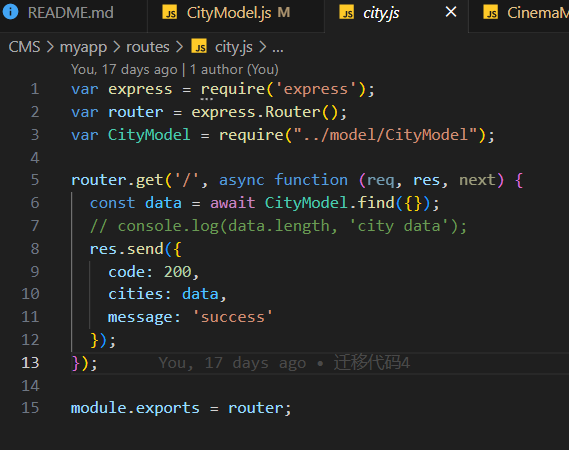 README.md JS CityModel.js M JS city.js × JS CinemaM
CMS > myapp > routes > JS city.js > ...
You, 17 days ago | 1 author (You)
1 var express = require('express');
2 var router = express.Router();
3 var CityModel = require("../model/CityModel");
4
5 router.get('/', async function (req, res, next) {
6 const data = await CityModel.find({});
7 // console.log(data.length, 'city data');
8 res.send({
9 code: 200,
10 cities: data,
11 message: 'success'
12 });
13 }); You, 17 days ago • 迁移代码4
14
15 module.exports = router;